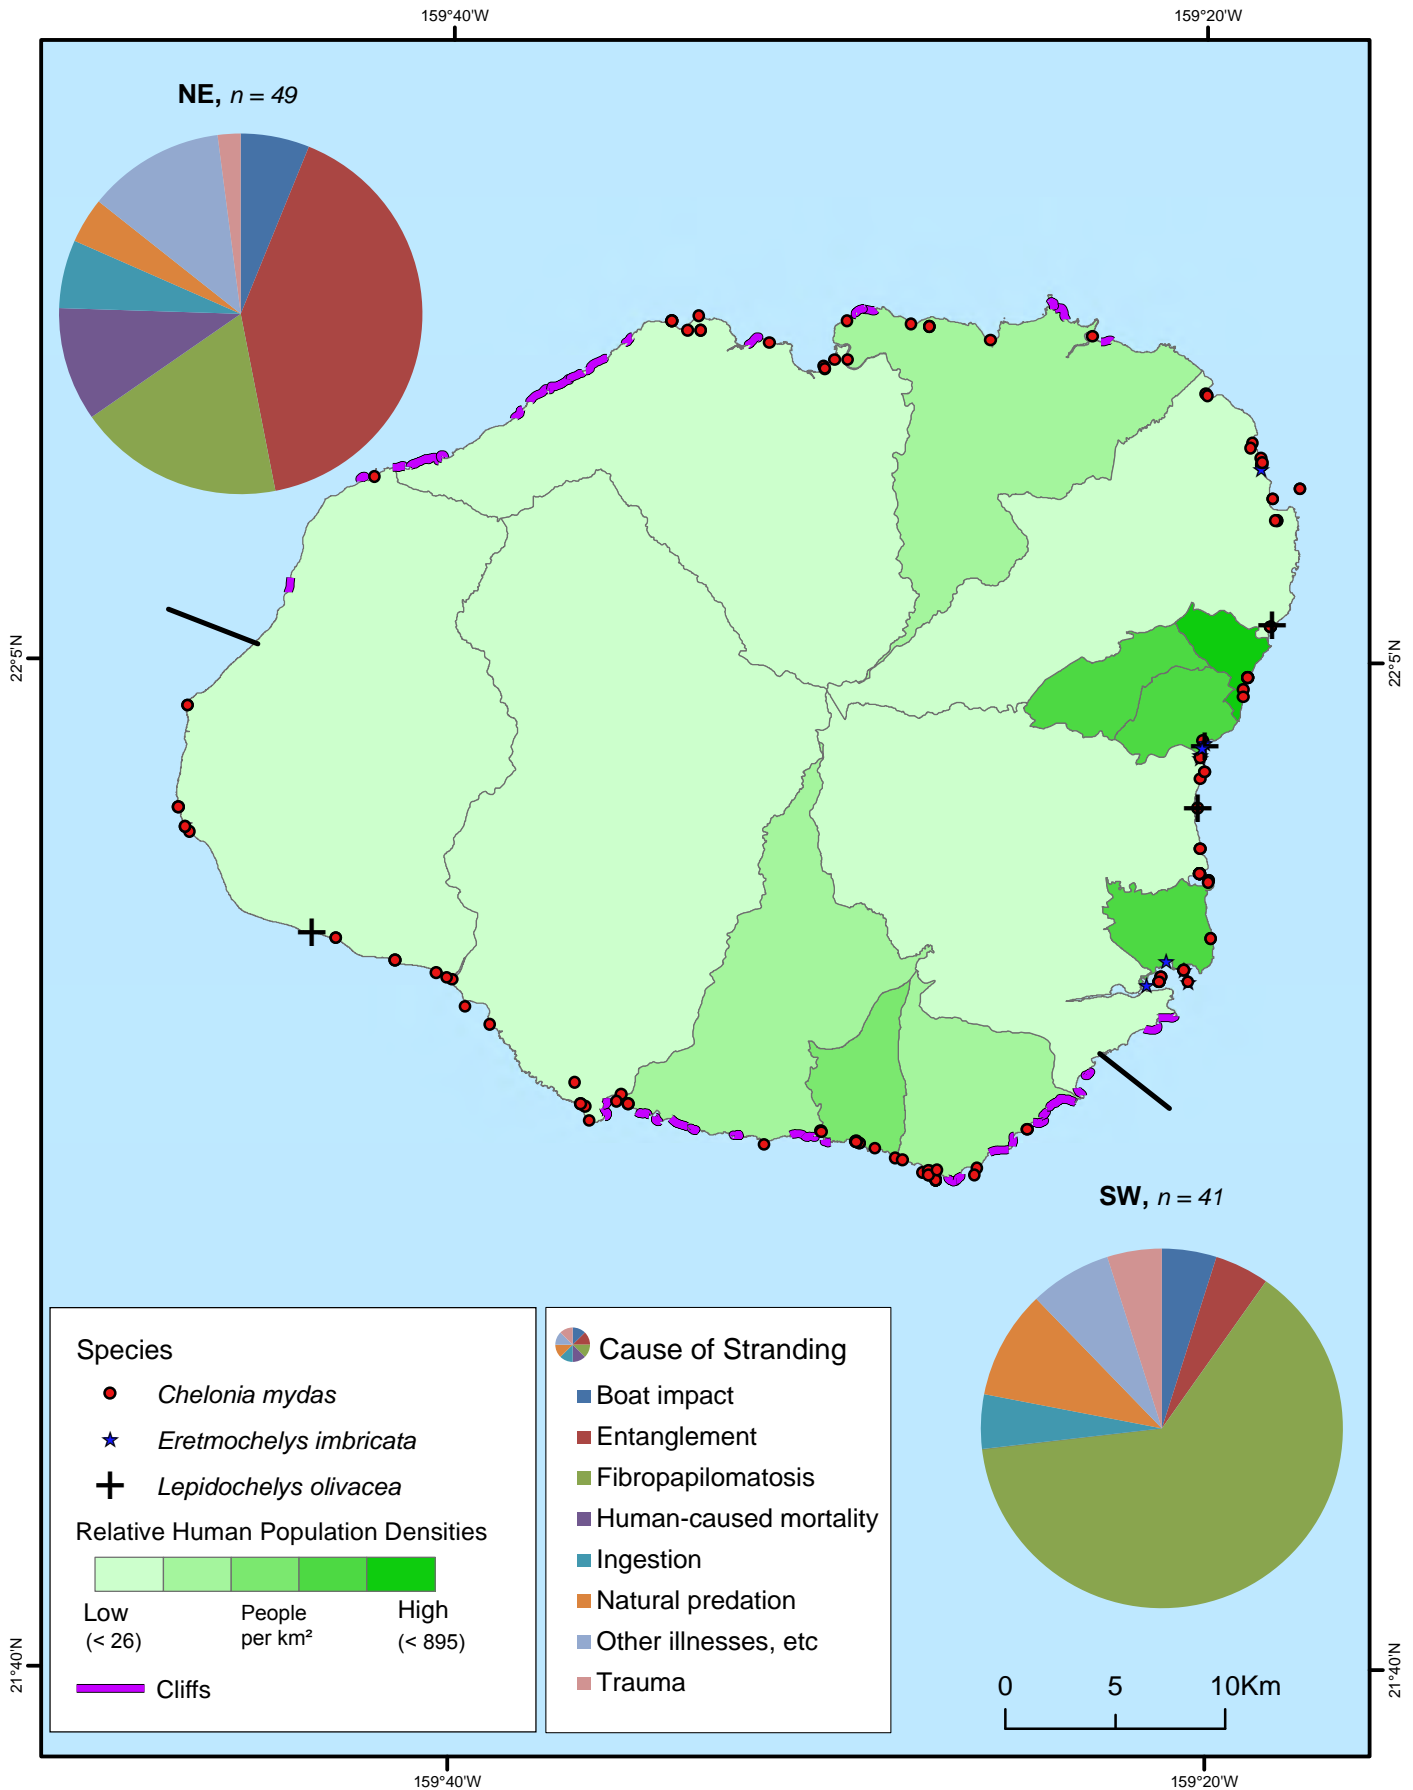 159°40'W
159°20'W
NE, n = 49
22°5'N
22°5'N
SW, n = 41
Species
Chelonia mydas
Eretmochelys imbricata
Lepidochelys olivacea
Relative Human Population Densities
Low
(< 26)
People
per km²
High
(< 895)
Cliffs
Cause of Stranding
Boat impact
Entanglement
Fibropapilomatosis
Human-caused mortality
Ingestion
Natural predation
Other illnesses, etc
Trauma
0 5 10Km
21°40'N
21°40'N
159°40'W
159°20'W